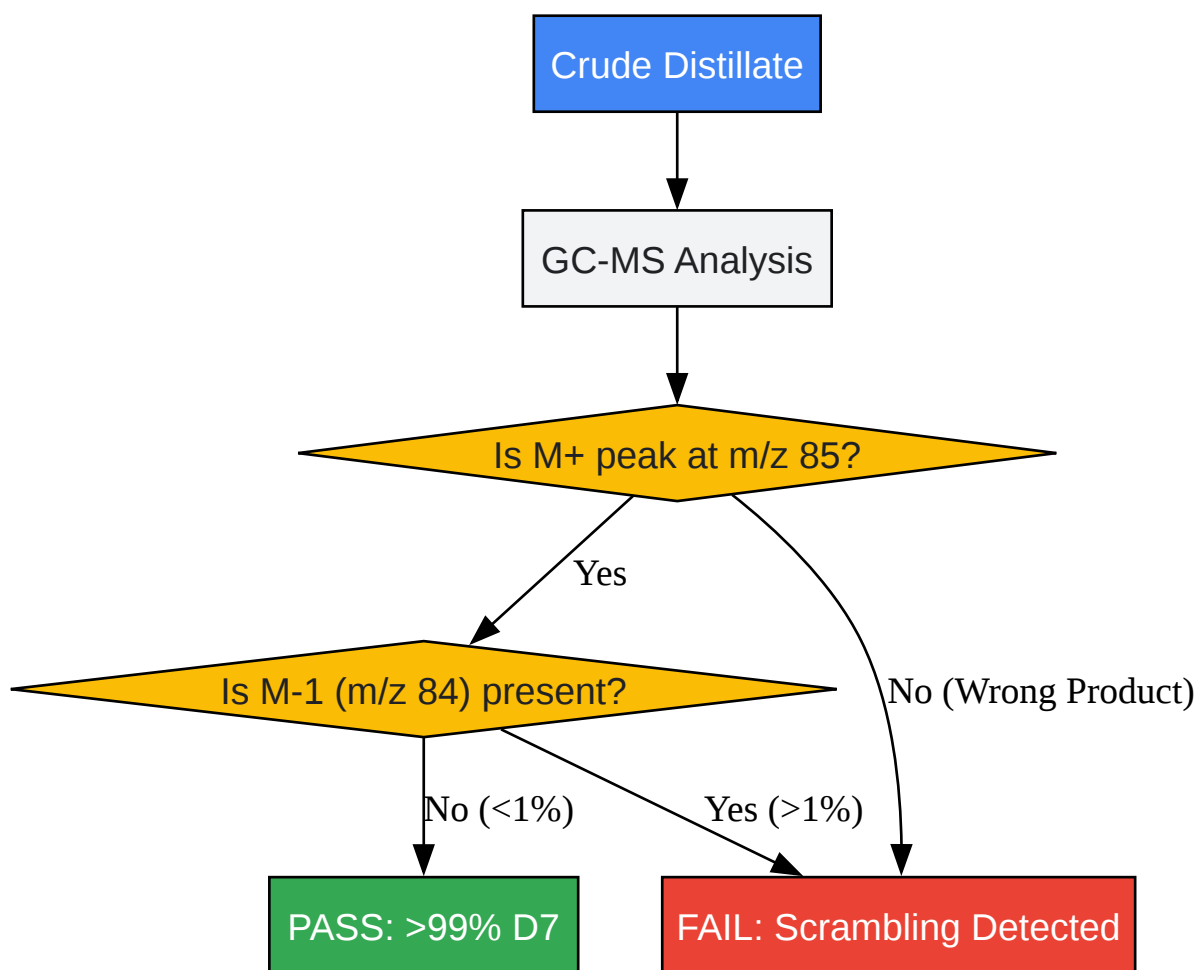 Crude Distillate
GC-MS Analysis
Is M+ peak at m/z 85?
Yes
Is M-1 (m/z 84) present?
No (Wrong Product)
No (<1%)
Yes (>1%)
PASS: >99% D7
FAIL: Scrambling Detected